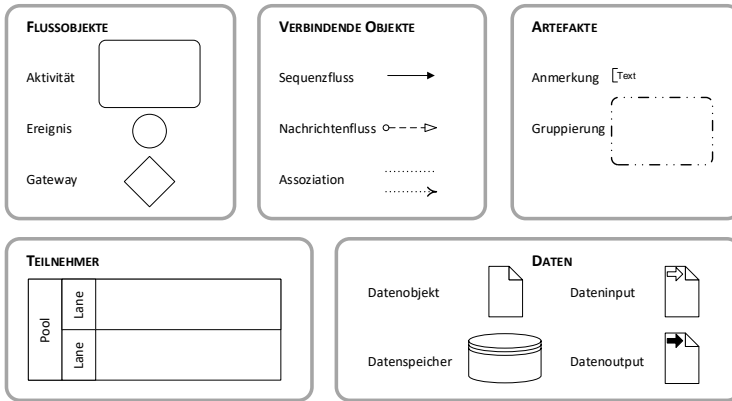 FLUSSOBJEKTE
Aktivität
Ereignis
Gateway
VERBINDENDE OBJEKTE
Sequenzfluss
Nachrichtenfluss
Assoziation
ARTEFAKTE
Anmerkung
Text
Gruppierung
TEILNEHMER
Pool
Lane
Lane
DATEN
Datenobjekt
Dateninput
Datenspeicher
Datenoutput